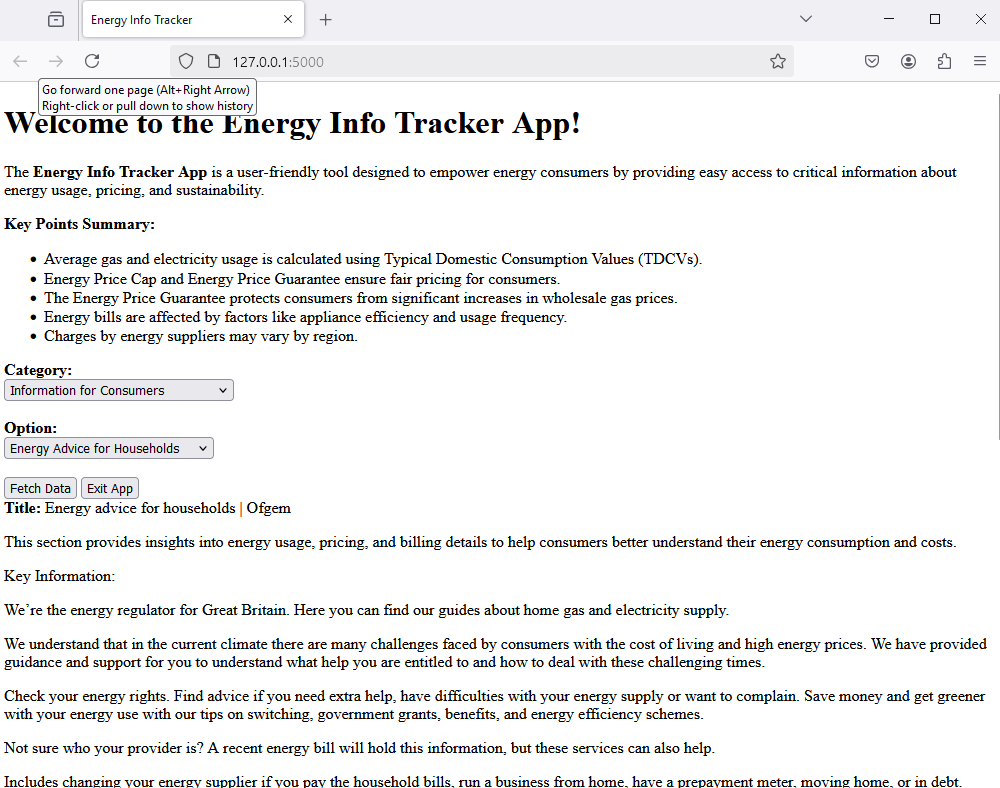 Energy Info Tracker
127.0.0.1:5000
Go forward one page (Alt+Right Arrow)
Right-click or pull down to show history
Welcome to the Energy Info Tracker App!
The Energy Info Tracker App is a user-friendly tool designed to empower energy consumers by providing easy access to critical information about
energy usage, pricing, and sustainability.
Key Points Summary:
• Average gas and electricity usage is calculated using Typical Domestic Consumption Values (TDCVs).
• Energy Price Cap and Energy Price Guarantee ensure fair pricing for consumers.
• The Energy Price Guarantee protects consumers from significant increases in wholesale gas prices.
• Energy bills are affected by factors like appliance efficiency and usage frequency.
• Charges by energy suppliers may vary by region.
Category:
Information for Consumers
Option:
Energy Advice for Households
Fetch Data Exit App
Title: Energy advice for households | Ofgem
This section provides insights into energy usage, pricing, and billing details to help consumers better understand their energy consumption and costs.
Key Information:
We’re the energy regulator for Great Britain. Here you can find our guides about home gas and electricity supply.
We understand that in the current climate there are many challenges faced by consumers with the cost of living and high energy prices. We have provided
guidance and support for you to understand what help you are entitled to and how to deal with these challenging times.
Check your energy rights. Find advice if you need extra help, have difficulties with your energy supply or want to complain. Save money and get greener
with your energy use with our tips on switching, government grants, benefits, and energy efficiency schemes.
Not sure who your provider is? A recent energy bill will hold this information, but these services can also help.
Includes changing your energy supplier if you pay the household bills, run a business from home, have a prepayment meter, moving home, or in debt.